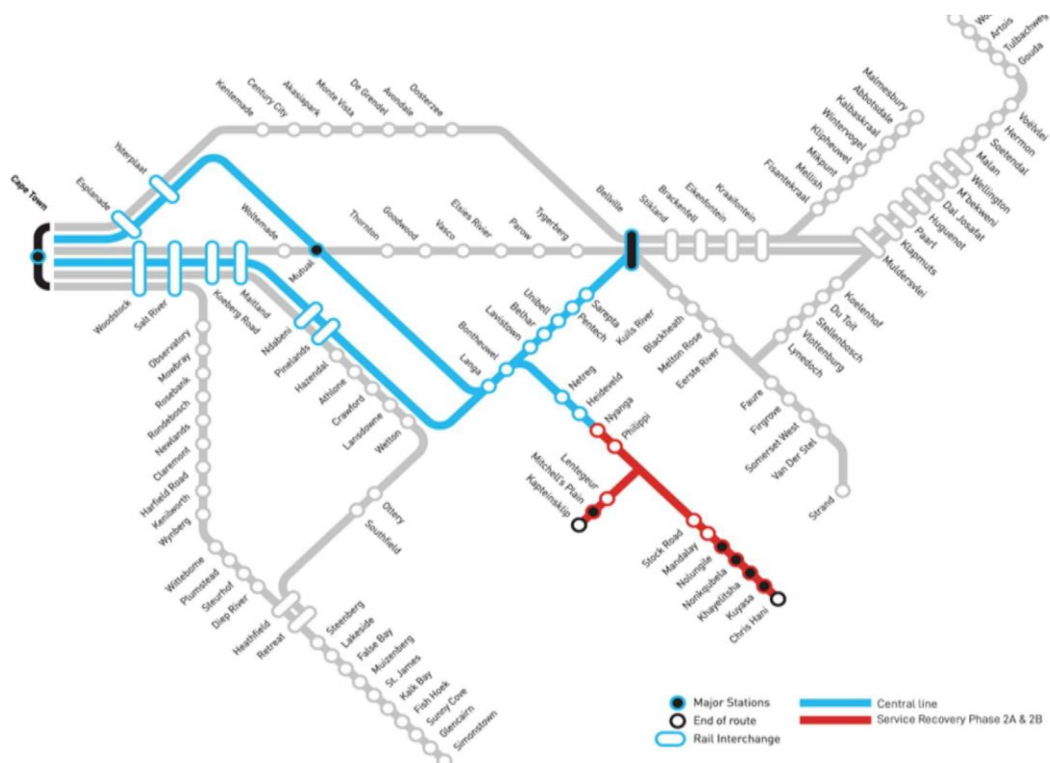 Artois
Tulbachweg
Gouda
Voëlvlei
Hermon
Soetendal
Malan
Wellington
M'bekweni
Dal Josafat
Huguenot
Paarl
Klapmuts
Muldersvlei
Malmesbury
Abbotsdale
Kalbaskraal
Wintervogel
Klipheuwel
Mikpunt
Mellish
Fisantekraal
Kentemade
Century City
Akasiapark
Monte Vista
De Grendel
Avondale
Oosterzee
Ysterplaat
Esplanade
Cape Town
Woltemade
Mutual
Thornton
Goodwood
Vasco
Elsies Rivier
Parow
Tygerberg
Bellville
Stikland
Brackenfell
Eikenfontein
Kraaifontein
Woodstock
Salt River
Koeberg Road
Maitland
Ndabeni
Pinelands
Hazendal
Athlone
Crawford
Lansdowne
Wetton
Ottery
Southfield
Langa
Bonteheuwel
Lavistown
Belhar
Unibell
Pentech
Sarepta
Kuils River
Blackheath
Melton Rose
Eerste River
Koelenhof
Du Toit
Stellenbosch
Vlottenburg
Lynedoch
Faure
Firgrove
Somerset West
Van Der Stel
Strand
Observatory
Mowbray
Rosebank
Rondebosch
Newlands
Claremont
Harfield Road
Kenilworth
Wynberg
Wittebome
Plumstead
Steurhof
Diep River
Heathfield
Retreat
Steenberg
Lakeside
False Bay
Muizenberg
St. James
Kalk Bay
Fish Hoek
Sunny Cove
Glencairn
Simonstown
Netreg
Heideveld
Nyanga
Philippi
Lentegeur
Mitchell's Plain
Kapteinsklip
Stock Road
Mandalay
Nolungile
Nonkqubela
Khayelitsha
Kuyasa
Chris Hani
Major Stations
End of route
Rail Interchange
Central line
Service Recovery Phase 2A & 2B